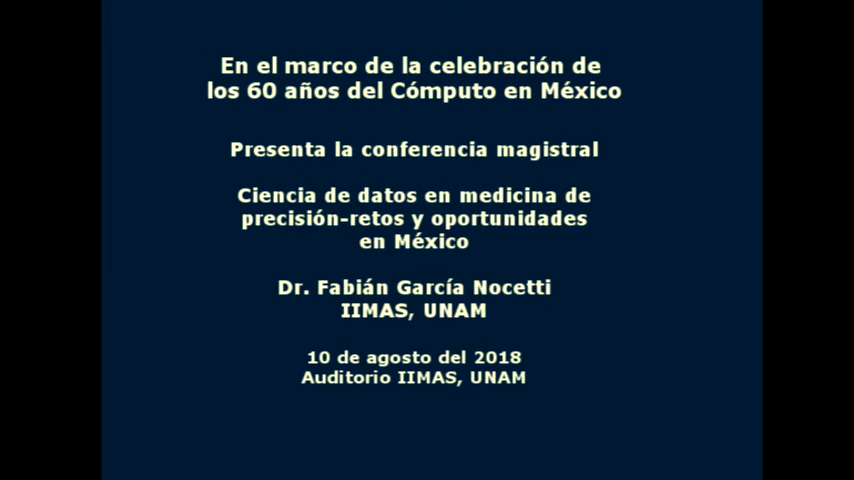 En el marco de la celebración de
los 60 años del Cómputo en México
Presenta la conferencia magistral
Ciencia de datos en medicina de
precisión-retos y oportunidades
en México
Dr. Fabián García Nocetti
IIMAS, UNAM
10 de agosto del 2018
Auditorio IIMAS, UNAM